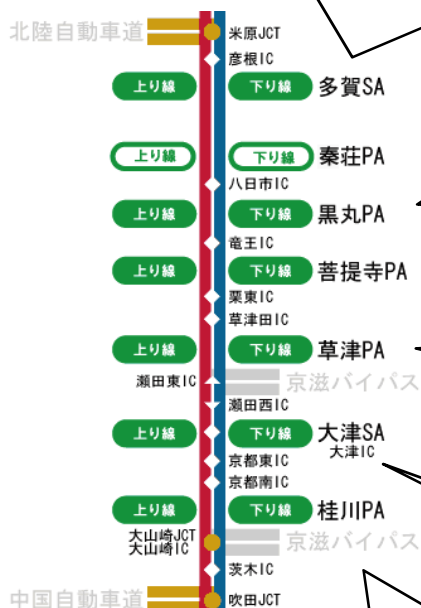 北陸自動車道
米原JCT
彦根IC
上り線 下り線 多賀SA
上り線 下り線 秦荘PA
八日市IC
上り線 下り線 黒丸PA
竜王IC
上り線 下り線 菩提寺PA
栗東IC
草津田IC
上り線 下り線 草津PA
瀬田東IC 京滋バイパス
瀬田西IC
上り線 下り線 大津SA
大津IC
京都東IC
京都南IC
上り線 下り線 桂川PA
大山崎JCT
大山崎IC 京滋バイパス
茨木IC
中国自動車道 吹田JCT